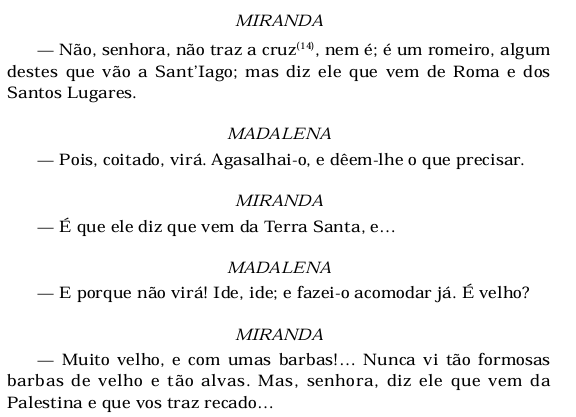 MIRANDA
— Não, senhora, não traz a cruz(14), nem é; é um romeiro, algum
destes que vão a Sant’Iago; mas diz ele que vem de Roma e dos
Santos Lugares.
MADALENA
— Pois, coitado, virá. Agasalhai-o, e dêem-lhe o que precisar.
MIRANDA
— É que ele diz que vem da Terra Santa, e…
MADALENA
— E porque não virá! Ide, ide; e fazei-o acomodar já. É velho?
MIRANDA
— Muito velho, e com umas barbas!… Nunca vi tão formosas
barbas de velho e tão alvas. Mas, senhora, diz ele que vem da
Palestina e que vos traz recado…